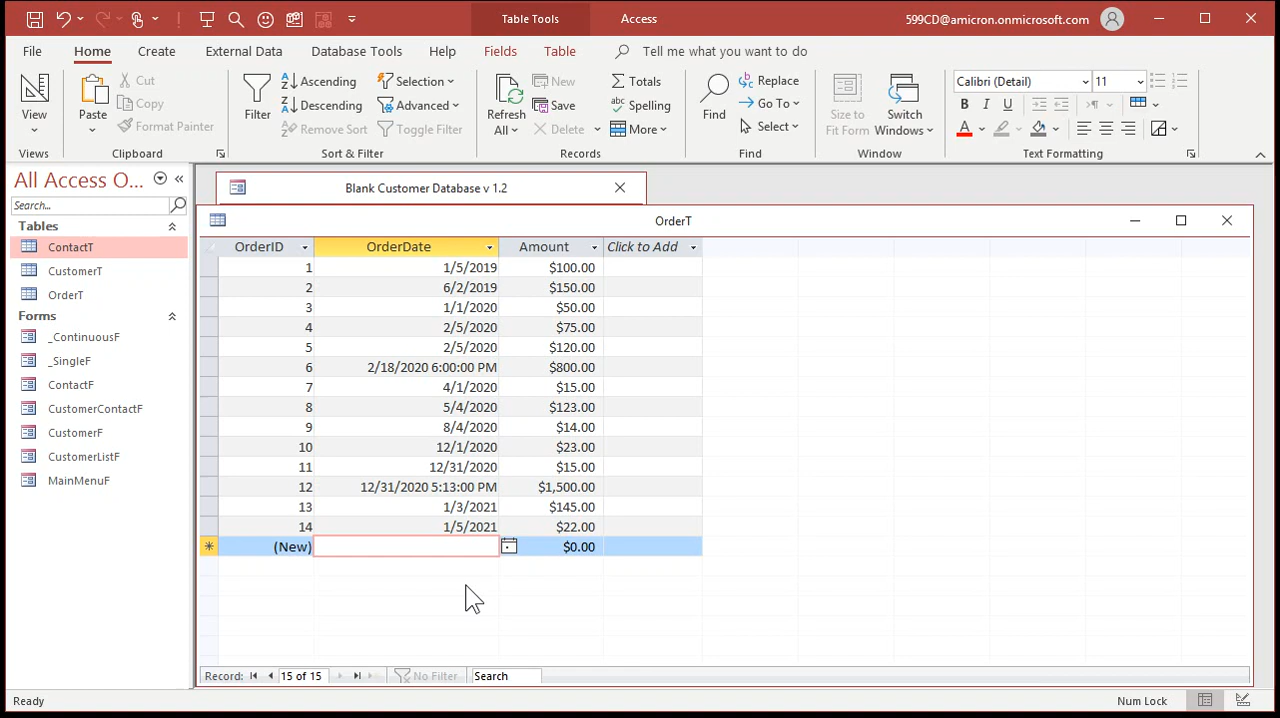 Table Tools
Access
599CD@amicron.onmicrosoft.com
File
Home
Create
External Data
Database Tools
Help
Fields
Table
Tell me what you want to do
View
Views
Paste
Cut
Copy
Format Painter
Clipboard
Filter
Ascending
Descending
Remove Sort
Selection
Advanced
Toggle Filter
Sort & Filter
Refresh
All
New
Save
Delete
Totals
Spelling
More
Records
Find
Replace
Go To
Select
Find
Size to
Fit Form
Switch
Windows
Window
Calibri (Detail)
11
B I U
A
Text Formatting
All Access O...
Search...
Tables
ContactT
CustomerT
OrderT
Forms
_ContinuousF
_SingleF
ContactF
CustomerContactF
CustomerF
CustomerListF
MainMenuF
Blank Customer Database v 1.2
OrderT
OrderID OrderDate Amount Click to Add
1 1/5/2019 $100.00
2 6/2/2019 $150.00
3 1/1/2020 $50.00
4 2/5/2020 $75.00
5 2/5/2020 $120.00
6 2/18/2020 6:00:00 PM $800.00
7 4/1/2020 $15.00
8 5/4/2020 $123.00
9 8/4/2020 $14.00
10 12/1/2020 $23.00
11 12/31/2020 $15.00
12 12/31/2020 5:13:00 PM $1,500.00
13 1/3/2021 $145.00
14 1/5/2021 $22.00
(New) $0.00
Record: 15 of 15 No Filter Search
Ready
Num Lock